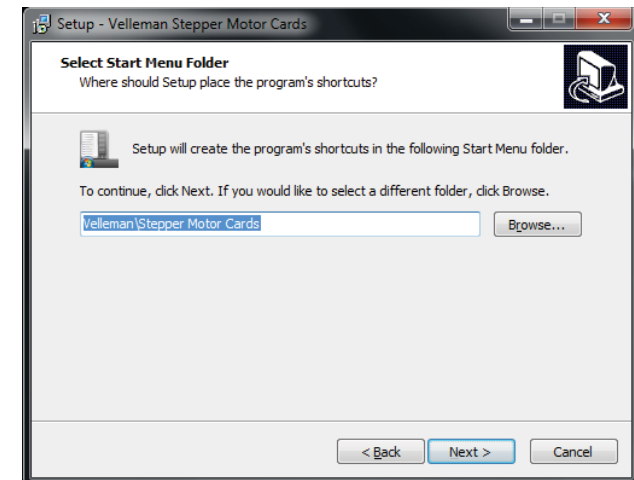 Setup - Velleman Stepper Motor Cards
Select Start Menu Folder
Where should Setup place the program's shortcuts?
Setup will create the program's shortcuts in the following Start Menu folder.
To continue, click Next. If you would like to select a different folder, click Browse.
Velleman\Stepper Motor Cards
Browse...
< Back
Next >
Cancel